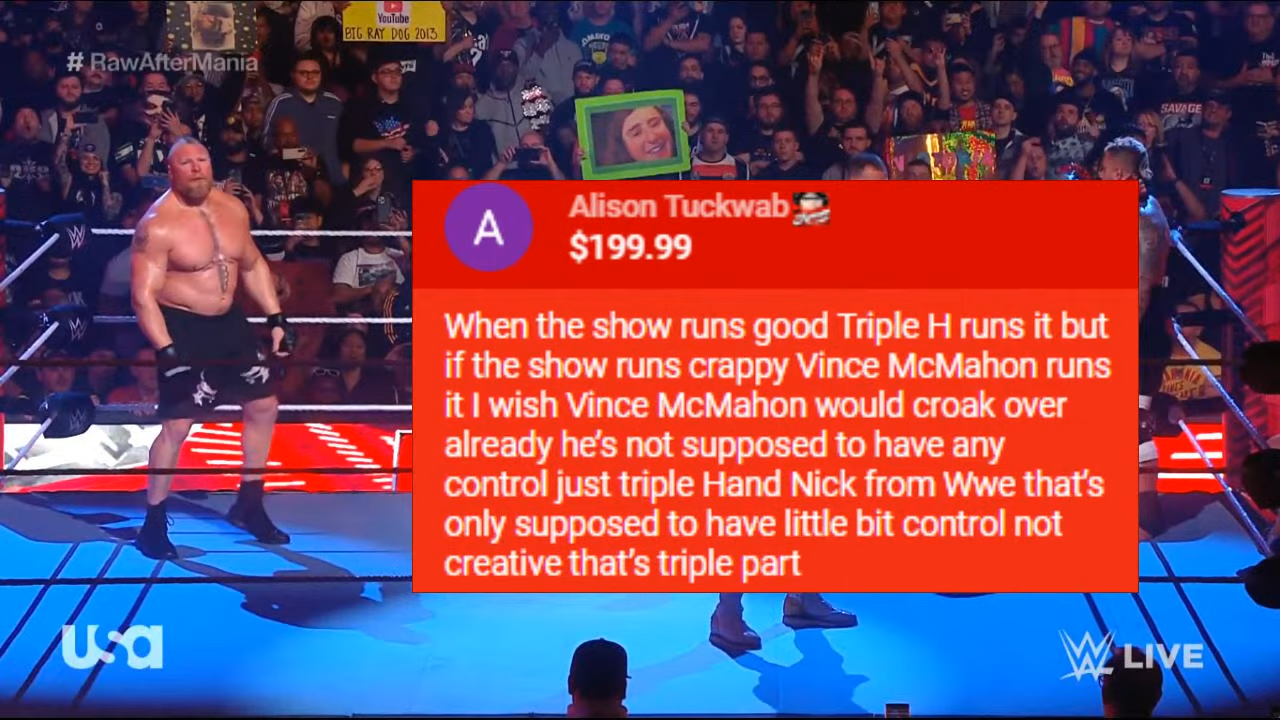 YouTube
BIG RAY DOG 2013
# RawAfterMania
SAVAGE
Alison Tuckwab
A
$199.99
When the show runs good Triple H runs it but
if the show runs crappy Vince McMahon runs
it I wish Vince McMahon would croak over
already he's not supposed to have any
control just triple Hand Nick from Wwe that's
only supposed to have little bit control not
creative that's triple part
usa
W LIVE